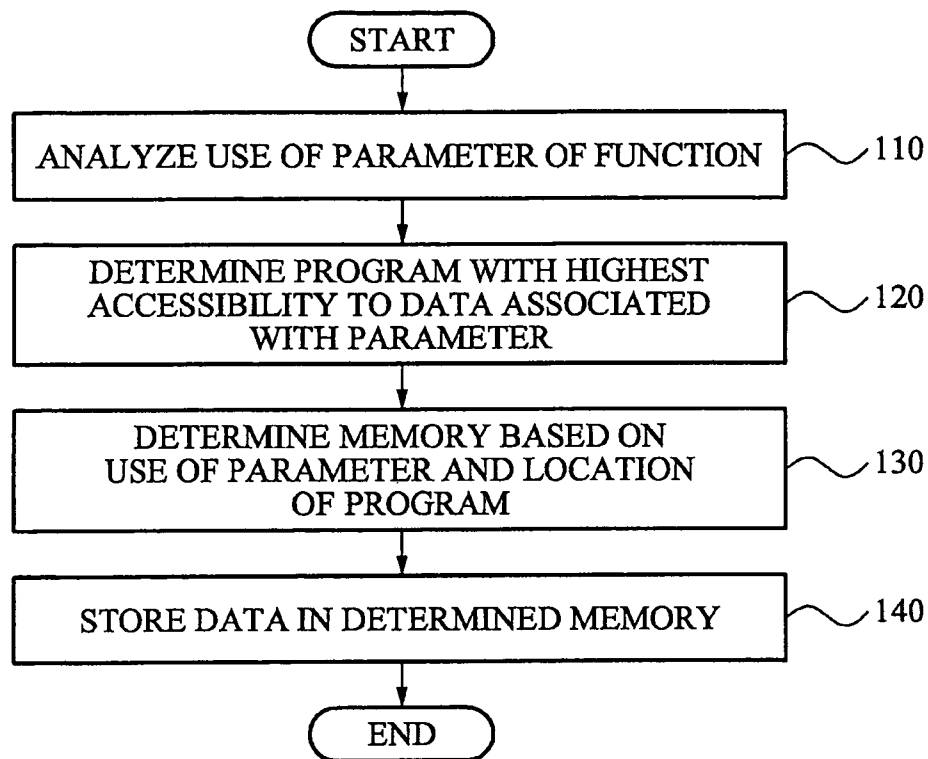 START
ANALYZE USE OF PARAMETER OF FUNCTION
110
DETERMINE PROGRAM WITH HIGHEST
ACCESSIBILITY TO DATA ASSOCIATED
WITH PARAMETER
120
DETERMINE MEMORY BASED ON
USE OF PARAMETER AND LOCATION
OF PROGRAM
130
STORE DATA IN DETERMINED MEMORY
140
END